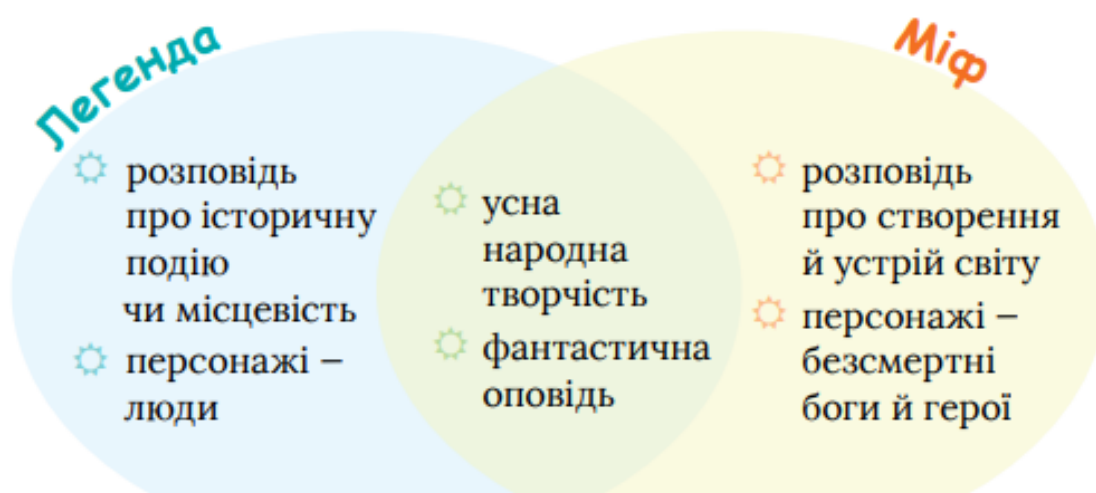 Легенда
розповідь
про історичну
подію
чи місцевість
персонажі –
люди
усна
народна
творчість
фантастична
оповідь
Міф
розповідь
про створення
й устрій світу
персонажі –
безсмертні
боги й герої